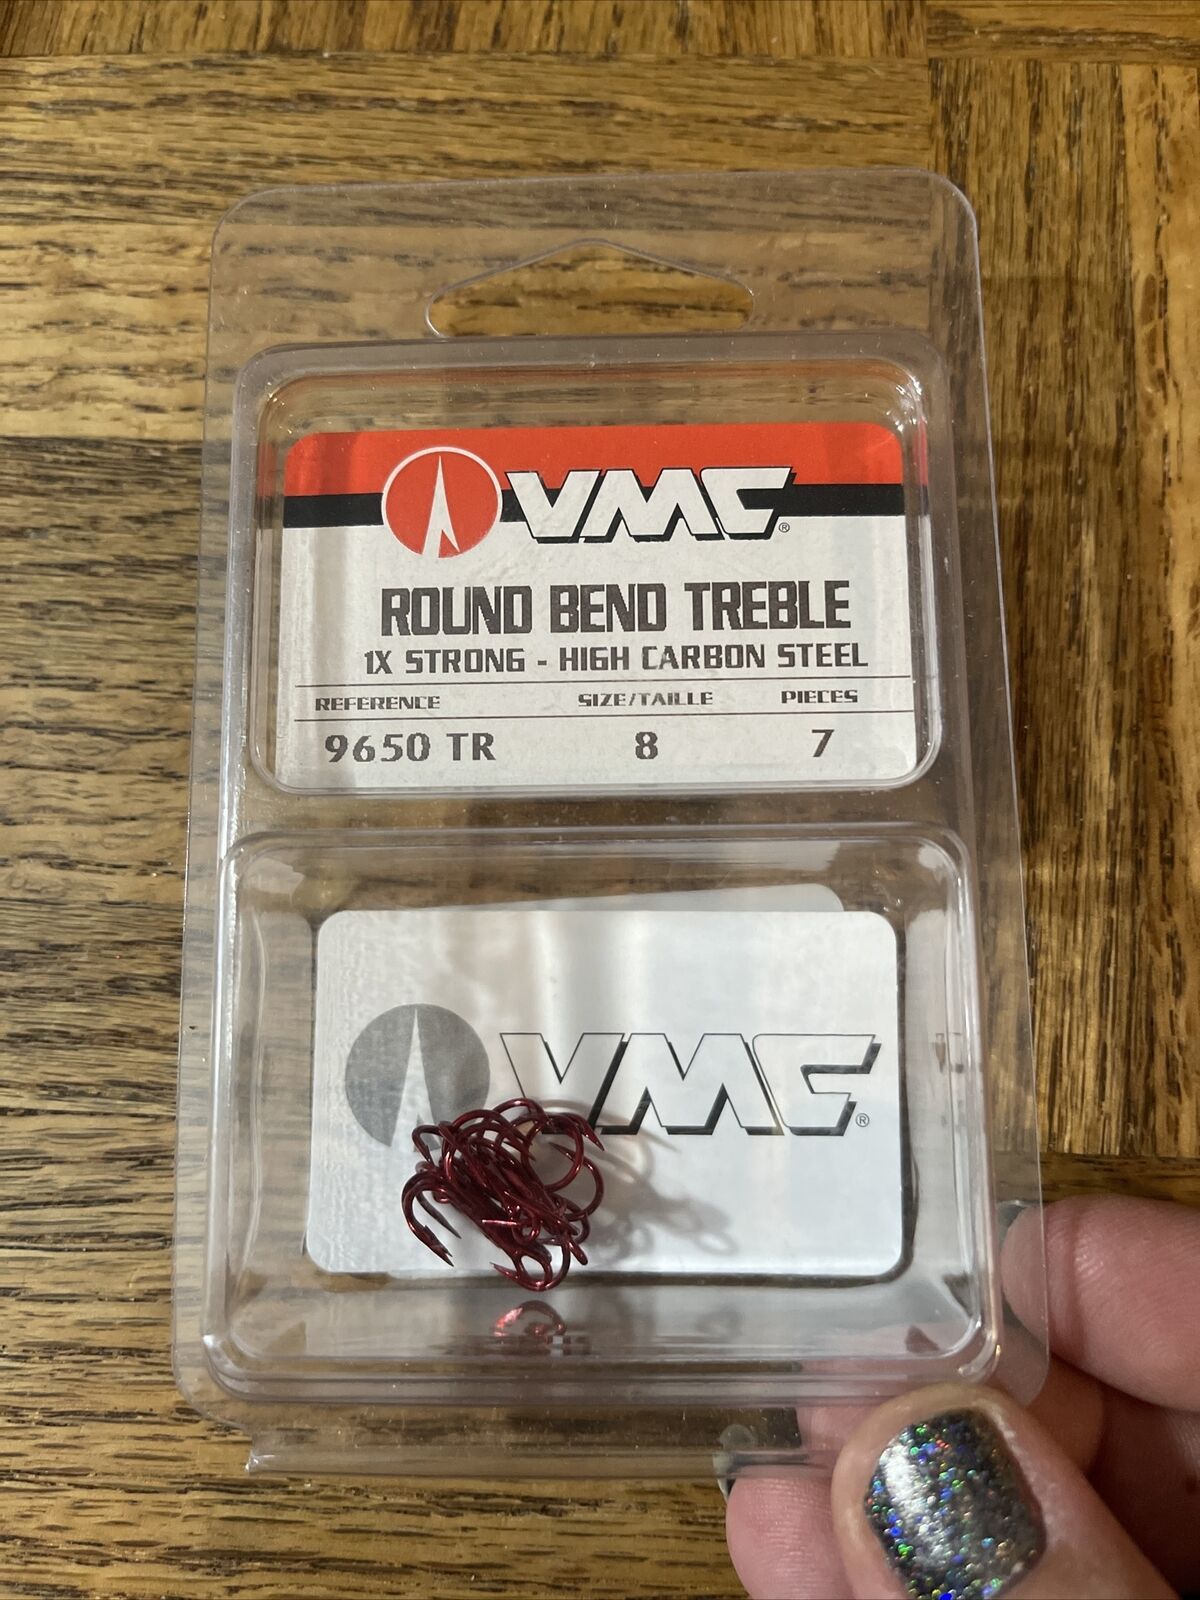 VMC®
ROUND BEND TREBLE
1X STRONG - HIGH CARBON STEEL
REFERENCE SIZE/TAILLE PIECES
9650 TR 8 7
VMC®